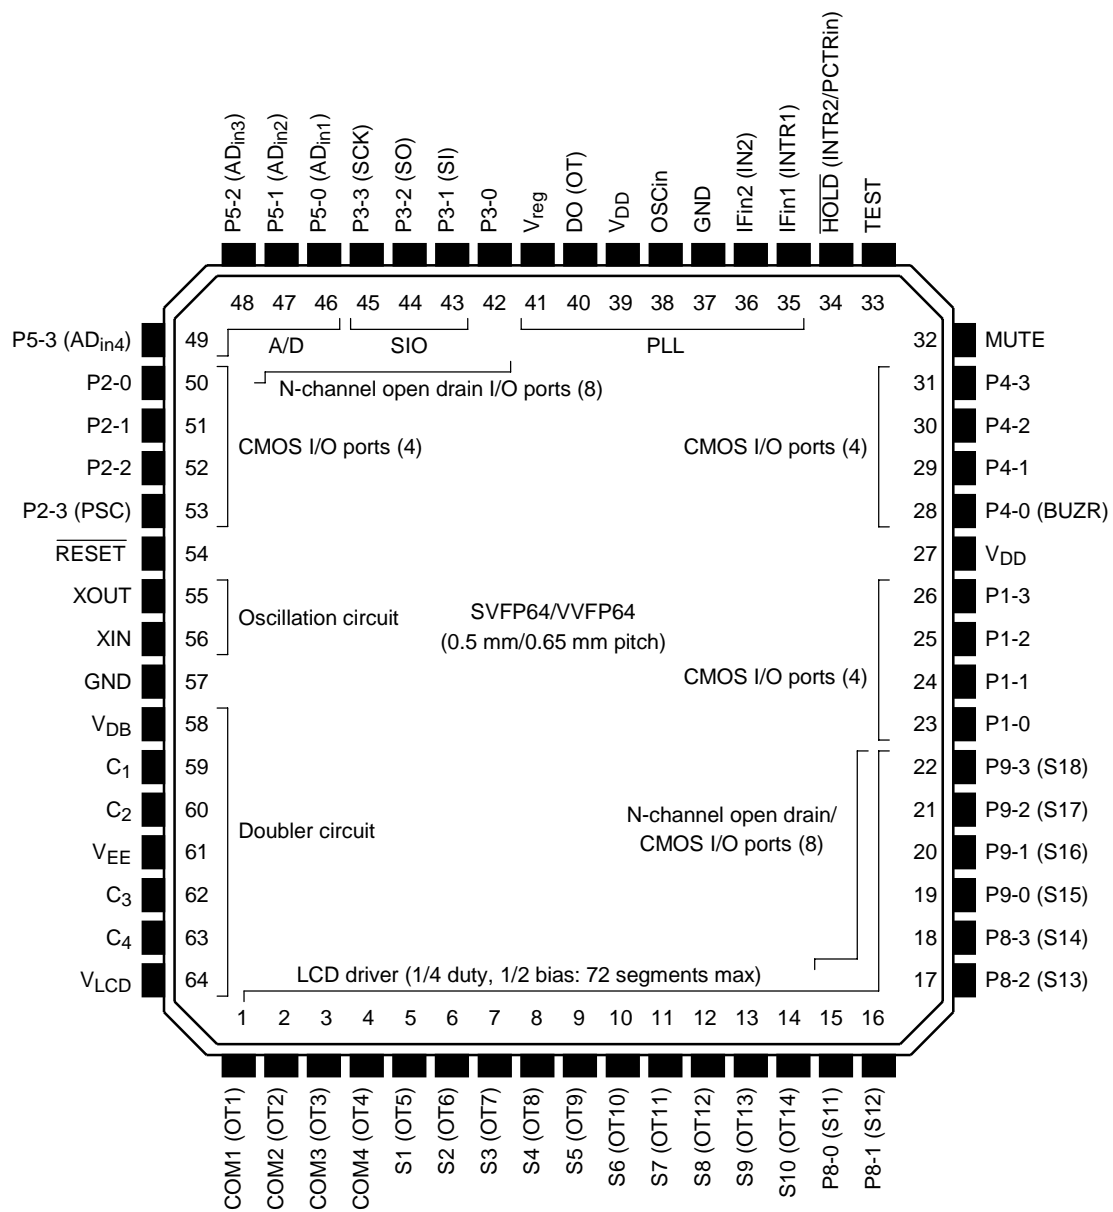 P5-2 (ADin3)
P5-1 (ADin2)
P5-0 (ADin1)
P3-3 (SCK)
P3-2 (SO)
P3-1 (SI)
P3-0
Vreg
DO (OT)
VDD
OSCin
GND
IFin2 (IN2)
IFin1 (INTR1)
HOLD (INTR2/PCTRin)
TEST
48 47 46 45 44 43 42 41 40 39 38 37 36 35 34 33
P5-3 (ADin4) 49
A/D
SIO
PLL
32 MUTE
P2-0 50
N-channel open drain I/O ports (8)
31 P4-3
P2-1 51
30 P4-2
CMOS I/O ports (4)
CMOS I/O ports (4)
P2-2 52
29 P4-1
P2-3 (PSC) 53
28 P4-0 (BUZR)
RESET 54
27 VDD
XOUT 55
26 P1-3
Oscillation circuit
SVFP64/VVFP64
(0.5 mm/0.65 mm pitch)
XIN 56
25 P1-2
GND 57
CMOS I/O ports (4)
24 P1-1
VDB 58
23 P1-0
C1 59
22 P9-3 (S18)
C2 60
21 P9-2 (S17)
Doubler circuit
N-channel open drain/
CMOS I/O ports (8)
VEE 61
20 P9-1 (S16)
C3 62
19 P9-0 (S15)
C4 63
18 P8-3 (S14)
VLCD 64
LCD driver (1/4 duty, 1/2 bias: 72 segments max)
17 P8-2 (S13)
1 2 3 4 5 6 7 8 9 10 11 12 13 14 15 16
COM1 (OT1)
COM2 (OT2)
COM3 (OT3)
COM4 (OT4)
S1 (OT5)
S2 (OT6)
S3 (OT7)
S4 (OT8)
S5 (OT9)
S6 (OT10)
S7 (OT11)
S8 (OT12)
S9 (OT13)
S10 (OT14)
P8-0 (S11)
P8-1 (S12)